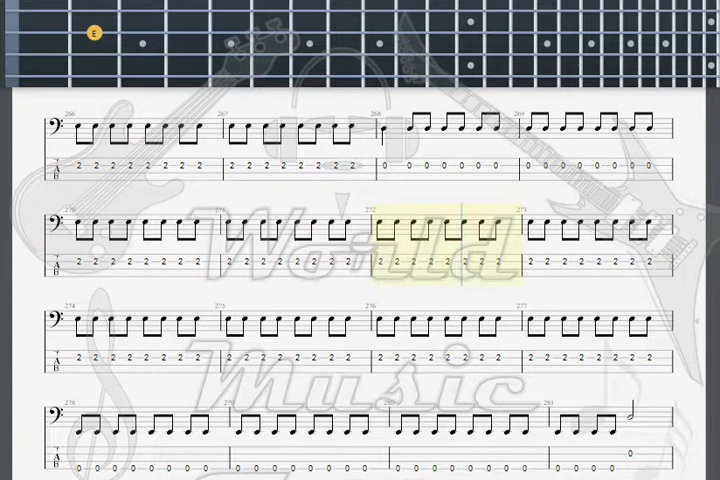 E
266 267 268 269
T 2 2 2 2 2 2 2 2 2 2 2 2 2 2 2 2 0 0 0 0 0 0 0 0 0 0 0 0 0 0 0
A
B
270 271 272 273
T 2 2 2 2 2 2 2 2 2 2 2 2 2 2 2 2 2 2 2 2 2 2 2 2 2 2 2 2 2 2 2 2
A
B
World
274 275 276 277
T 2 2 2 2 2 2 2 2 2 2 2 2 2 2 2 2 2 2 2 2 2 2 2 2 2 2 2 2 2 2 2 2
A
B
Music
278 279 280 281
T
A 0
B 0 0 0 0 0 0 0 0 0 0 0 0 0 0 0 0 0 0 0 0 0 0 0 0 0 0 0 0